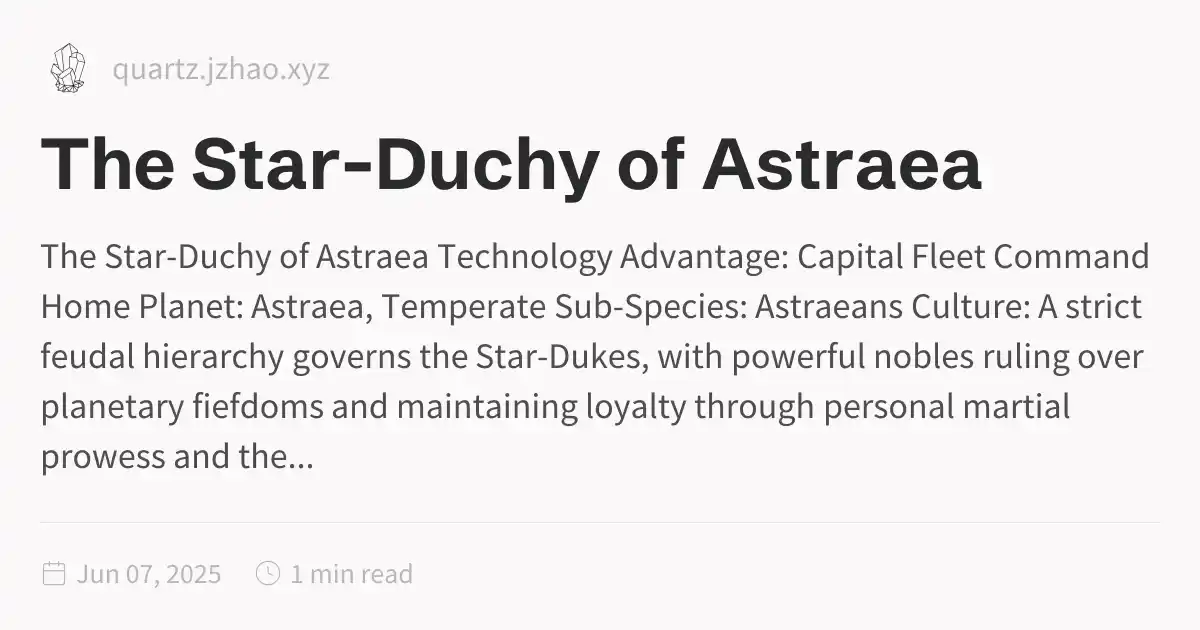 quartz.jzhao.xyz
The Star-Duchy of Astraea
The Star-Duchy of Astraea Technology Advantage: Capital Fleet Command
Home Planet: Astraea, Temperate Sub-Species: Astraeans Culture: A strict
feudal hierarchy governs the Star-Dukes, with powerful nobles ruling over
planetary fiefdoms and maintaining loyalty through personal martial
prowess and the...
Jun 07, 2025 1 min read